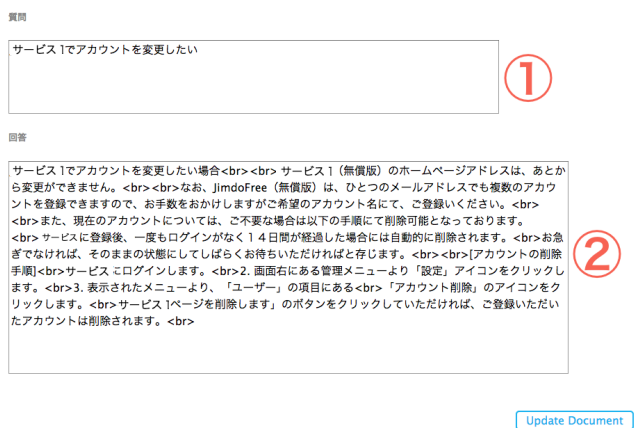 質問
サービス1でアカウントを変更したい
①
回答
サービス1でアカウントを変更したい場合<br><br> サービス1（無償版）のホームページアドレスは、あとか
ら変更ができません。<br><br>なお、JimdoFree（無償版）は、ひとつのメールアドレスでも複数のアカウ
ントを登録できますので、お手数をおかけしますがご希望のアカウント名にて、ご登録いください。<br>
<br>また、現在のアカウントについては、ご不要な場合は以下の手順にて削除可能となっております。
<br> サービスに登録後、一度もログインがなく１４日間が経過した場合には自動的に削除されます。<br>お急
ぎでなければ、そのままの状態にしてしばらくお待ちいただければと存じます。<br><br>[アカウントの削除
手順]<br>サービス にログインします。<br>2. 画面右にある管理メニューより「設定」アイコンをクリックし
ます。<br>3. 表示されたメニューより、「ユーザー」の項目にある<br>「アカウント削除」のアイコンをク
リックします。<br>サービス 1ページを削除します」のボタンをクリックしていただければ、ご登録いただい
たアカウントは削除されます。<br>
②
Update Document